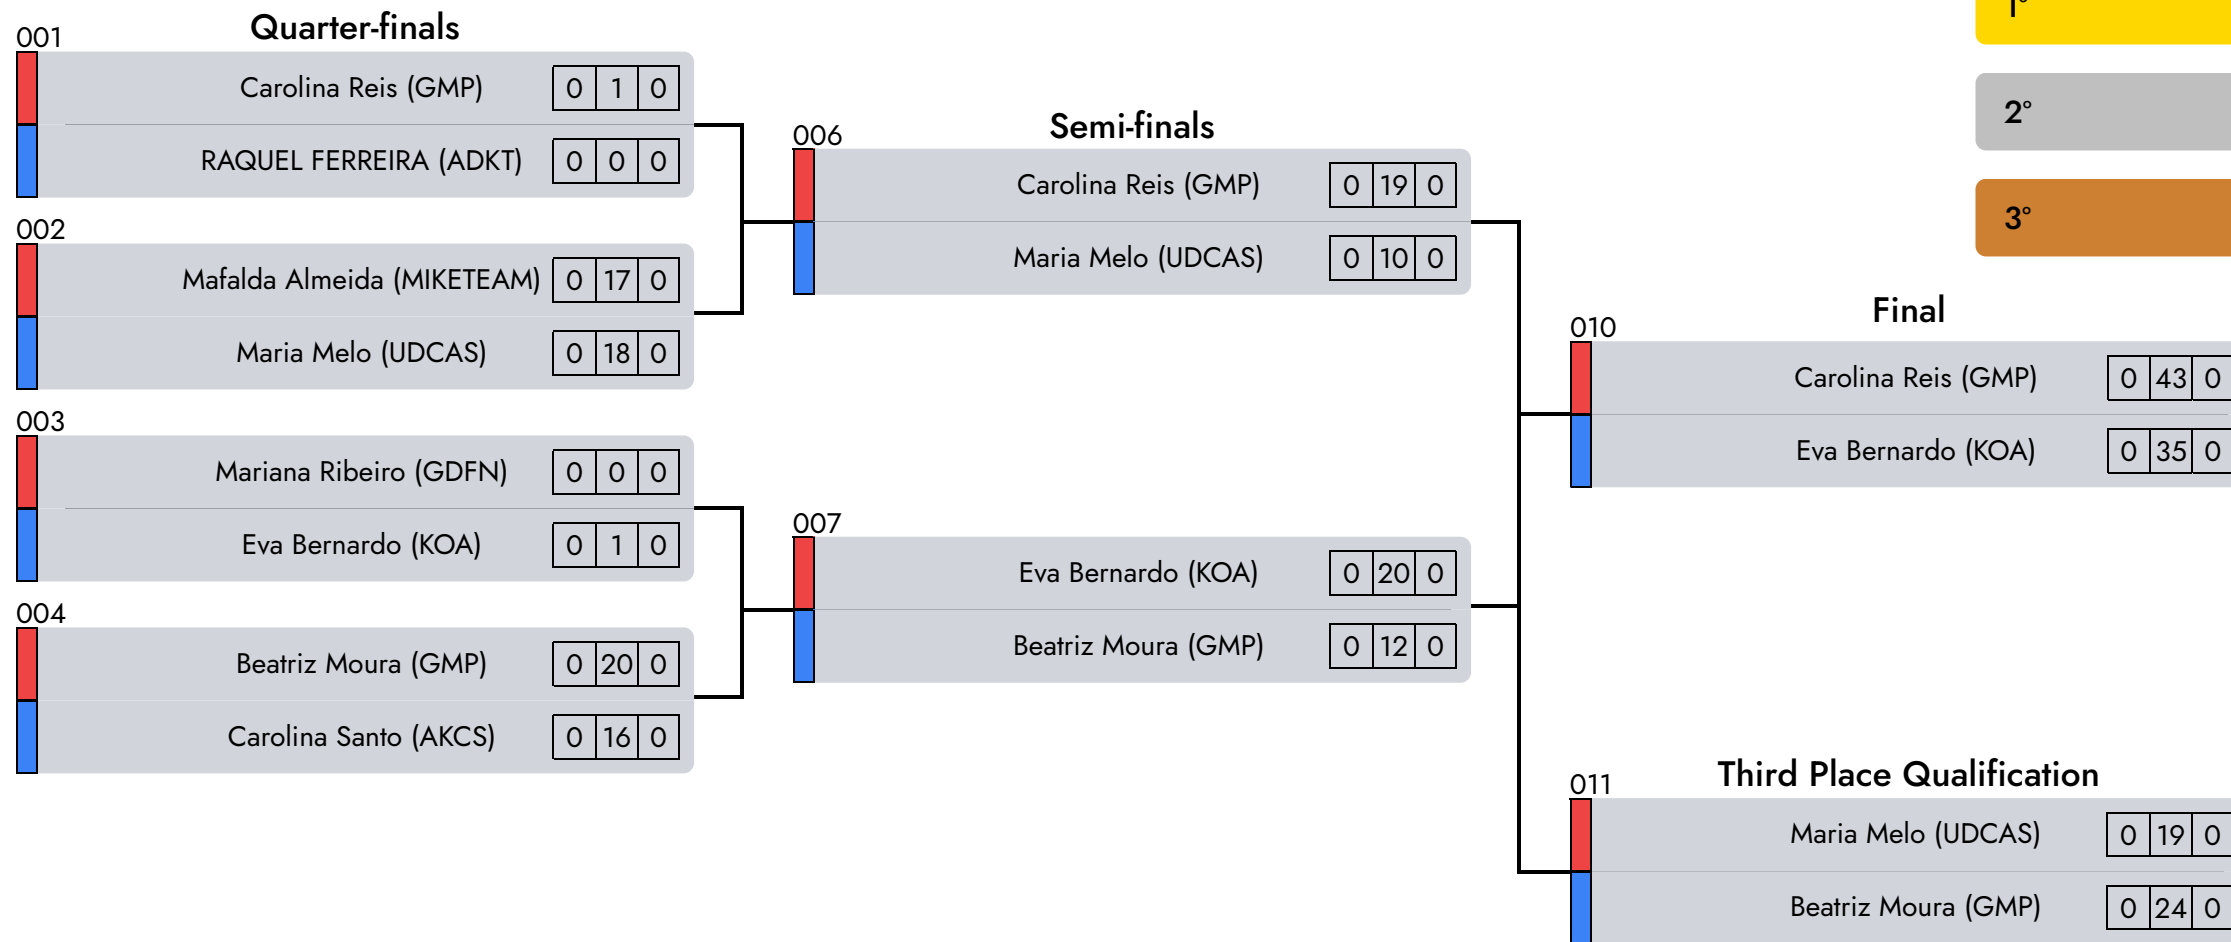 Quarter-finals
001
Carolina Reis (GMP) 0 1 0
RAQUEL FERREIRA (ADKT) 0 0 0
002
Mafalda Almeida (MIKETEAM) 0 17 0
Maria Melo (UDCAS) 0 18 0
003
Mariana Ribeiro (GDFN) 0 0 0
Eva Bernardo (KOA) 0 1 0
004
Beatriz Moura (GMP) 0 20 0
Carolina Santo (AKCS) 0 16 0
Semi-finals
006
Carolina Reis (GMP) 0 19 0
Maria Melo (UDCAS) 0 10 0
007
Eva Bernardo (KOA) 0 20 0
Beatriz Moura (GMP) 0 12 0
1°
2°
3°
Final
010
Carolina Reis (GMP) 0 43 0
Eva Bernardo (KOA) 0 35 0
Third Place Qualification
011
Maria Melo (UDCAS) 0 19 0
Beatriz Moura (GMP) 0 24 0